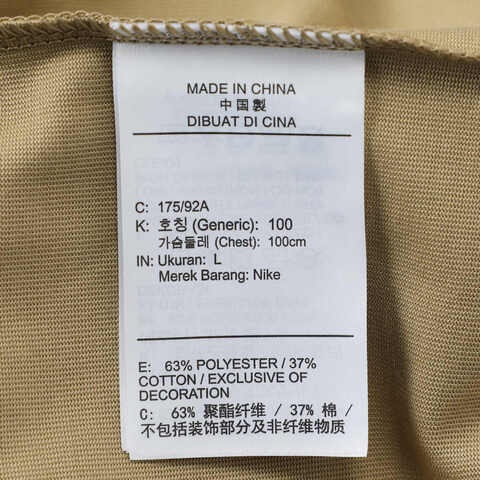 MADE IN CHINA
中国製
DIBUAT DI CINA
C: 175/92A
K: 호칭 (Generic): 100
가슴둘레 (Chest): 100cm
IN: Ukuran: L
Merek Barang: Nike
E: 63% POLYESTER / 37%
COTTON / EXCLUSIVE OF
DECORATION
C: 63% 聚酯纤维 / 37% 棉 /
不包括装饰部分及非纤维物质